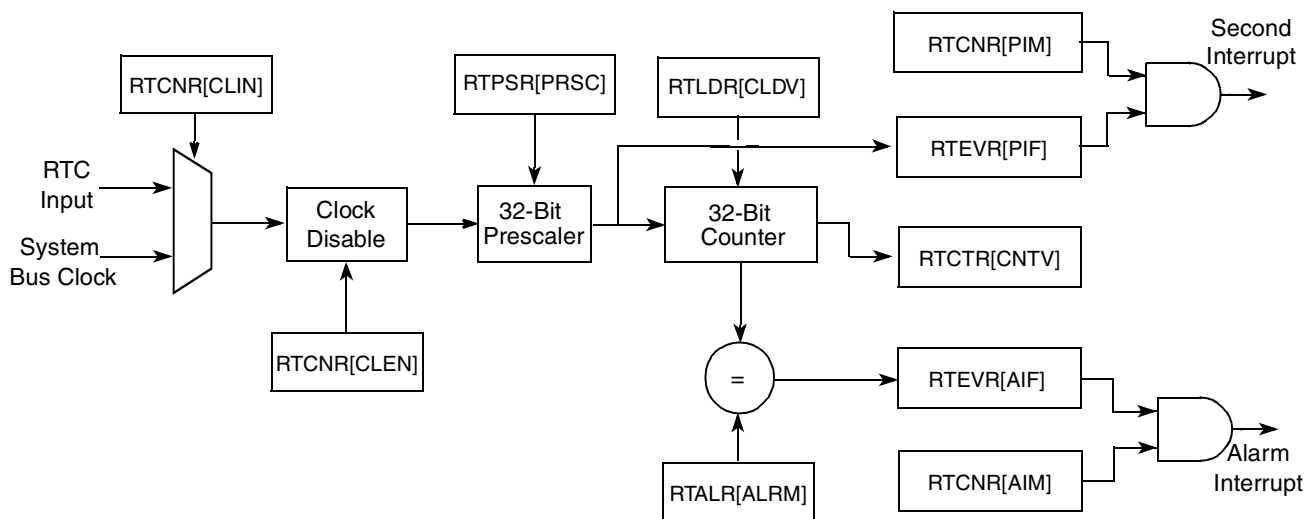 Second
Interrupt
RTCNR[PIM]
RTCNR[CLIN]
RTPSR[PRSC]
RTLDR[CLDV]
RTEVR[PIF]
RTC
Input
Clock
Disable
32-Bit
Prescaler
32-Bit
Counter
System
Bus Clock
RTCTR[CNTV]
RTCNR[CLEN]
=
RTEVR[AIF]
RTALR[ALRM]
RTCNR[AIM]
Alarm
Interrupt